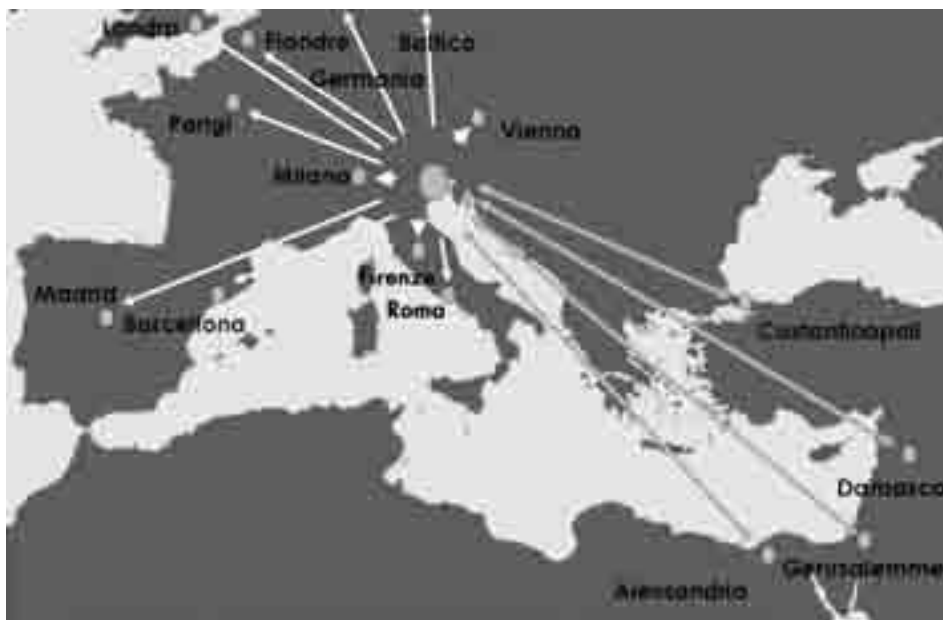 Londra
Fiandre
Baltico
Germania
Parigi
Vienna
Milano
Madrid
Barcellona
Firenze
Roma
Costantinopoli
Damasco
Gerusalemme
Alessandria